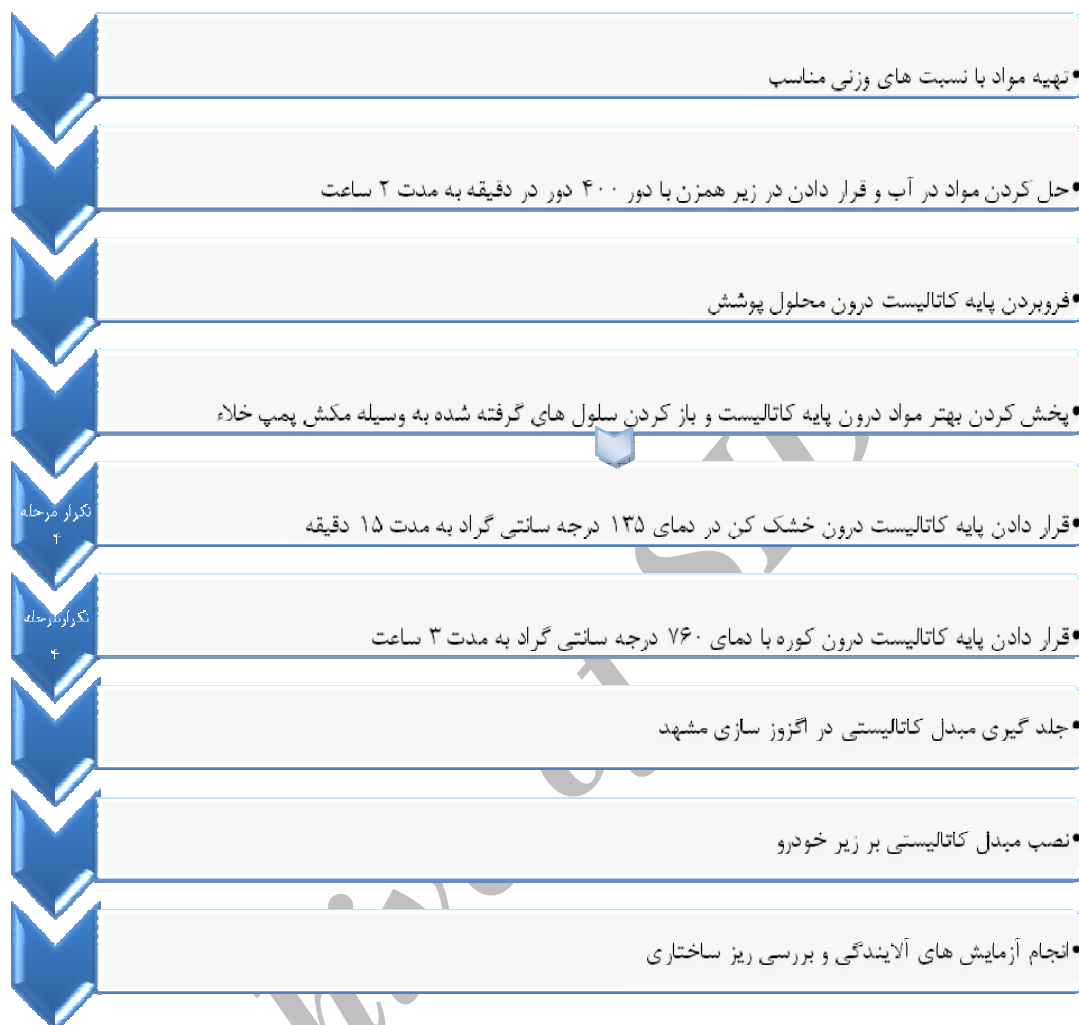 •تهیه مواد با نسبت های وزنی مناسب
•حل کردن مواد در آب و قرار دادن در زیر همزن با دور ۴۰۰ دور در دقیقه به مدت ۲ ساعت
•فروبردن پایه کاتالیست درون محلول پوشش
•پخش کردن بهتر مواد درون پایه کاتالیست و باز کردن سلول های گرفته شده به وسیله مکش پمپ خلاء
تکرار مرحله
۴
•قرار دادن پایه کاتالیست درون خشک کن در دمای ۱۳۵ درجه سانتی گراد به مدت ۱۵ دقیقه
تکرارمرحله
۴
•قرار دادن پایه کاتالیست درون کوره با دمای ۷۶۰ درجه سانتی گراد به مدت ۳ ساعت
•جلد گیری مبدل کاتالیستی در اگزوز سازی مشهد
•نصب مبدل کاتالیستی بر زیر خودرو
•انجام آزمایش های آلایندگی و بررسی ریز ساختاری